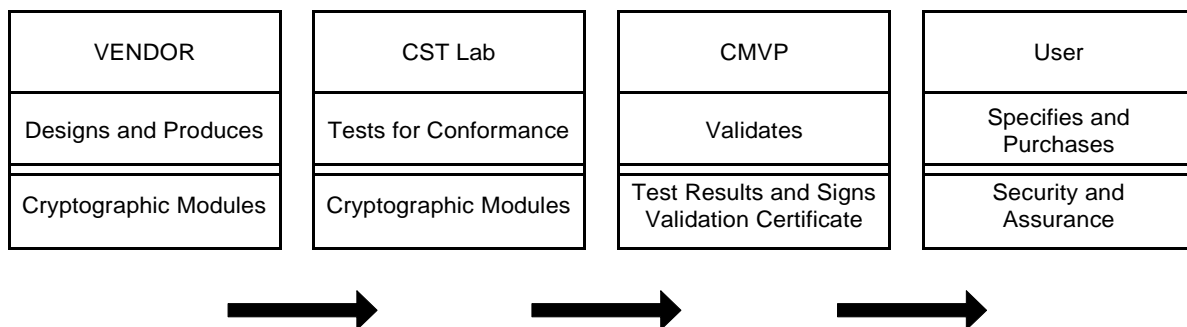 VENDOR
Designs and Produces
Cryptographic Modules
CST Lab
Tests for Conformance
Cryptographic Modules
CMVP
Validates
Test Results and Signs
Validation Certificate
User
Specifies and
Purchases
Security and
Assurance